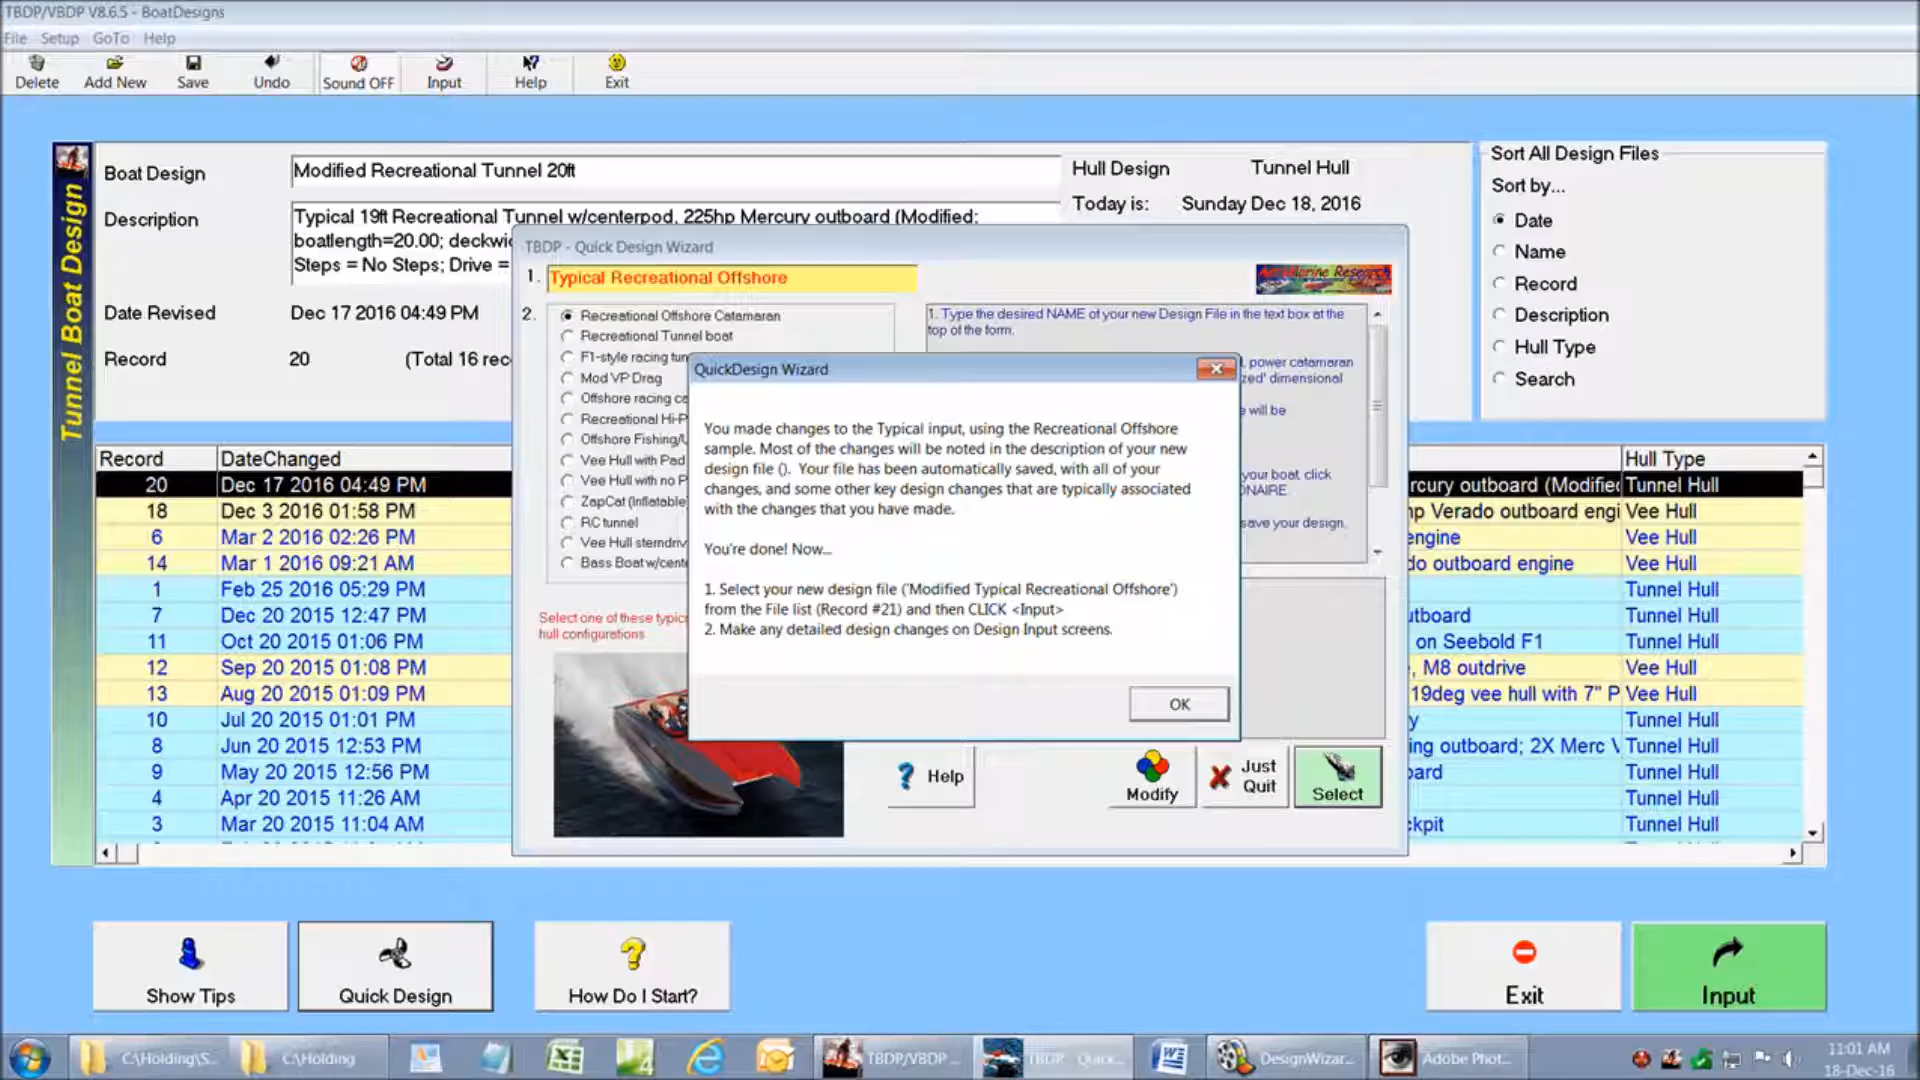 TBDP/VBDP V8.6.5 - BoatDesigns
File Setup GoTo Help
Delete Add New Save Undo Sound OFF Input Help Exit
Tunnel Boat Design
Boat Design
Modified Recreational Tunnel 20ft
Hull Design Tunnel Hull
Description
Typical 19ft Recreational Tunnel w/centerpod, 225hp Mercury outboard (Modified:
boatlength=20.00; deckwi
Steps = No Steps; Drive =
Today is: Sunday Dec 18, 2016
Date Revised Dec 17 2016 04:49 PM
Record 20 (Total 16 rec
Sort All Design Files
Sort by...
Date
Name
Record
Description
Hull Type
Search
TBDP - Quick Design Wizard
1. Typical Recreational Offshore
AeroMarine Research
2.
Recreational Offshore Catamaran
Recreational Tunnel boat
F1-style racing tun
Mod VP Drag
Offshore racing ca
Recreational Hi-P
Offshore Fishing/U
Vee Hull with Pad
Vee Hull with no P
ZapCat (Inflatable)
RC tunnel
Vee Hull sterndriv
Bass Boat w/cente
1. Type the desired NAME of your new Design File in the text box at the
top of the form.
, power catamaran
zed' dimensional
e will be
your boat, click
ONAIRE.
save your design.
Select one of these typic
hull configurations
QuickDesign Wizard
You made changes to the Typical input, using the Recreational Offshore
sample. Most of the changes will be noted in the description of your new
design file (). Your file has been automatically saved, with all of your
changes, and some other key design changes that are typically associated
with the changes that you have made.
You're done! Now...
1. Select your new design file ('Modified Typical Recreational Offshore')
from the File list (Record #21) and then CLICK <Input>
2. Make any detailed design changes on Design Input screens.
OK
Help Modify Just Quit Select
Record DateChanged Hull Type
20 Dec 17 2016 04:49 PM rcury outboard (Modified Tunnel Hull
18 Dec 3 2016 01:58 PM np Verado outboard engi Vee Hull
6 Mar 2 2016 02:26 PM engine Vee Hull
14 Mar 1 2016 09:21 AM do outboard engine Vee Hull
1 Feb 25 2016 05:29 PM Tunnel Hull
7 Dec 20 2015 12:47 PM utboard Tunnel Hull
11 Oct 20 2015 01:06 PM on Seebold F1 Tunnel Hull
12 Sep 20 2015 01:08 PM , M8 outdrive Vee Hull
13 Aug 20 2015 01:09 PM 19deg vee hull with 7" P Vee Hull
10 Jul 20 2015 01:01 PM y Tunnel Hull
8 Jun 20 2015 12:53 PM ing outboard; 2X Merc V Tunnel Hull
9 May 20 2015 12:56 PM oard Tunnel Hull
4 Apr 20 2015 11:26 AM Tunnel Hull
3 Mar 20 2015 11:04 AM ckpit Tunnel Hull
Show Tips Quick Design How Do I Start? Exit Input
C:\Holding\S... C:\Holding TBDP/VBDP ... TBDP - Quick... DesignWizar... Adobe Phot...
11:01 AM
18-Dec-16